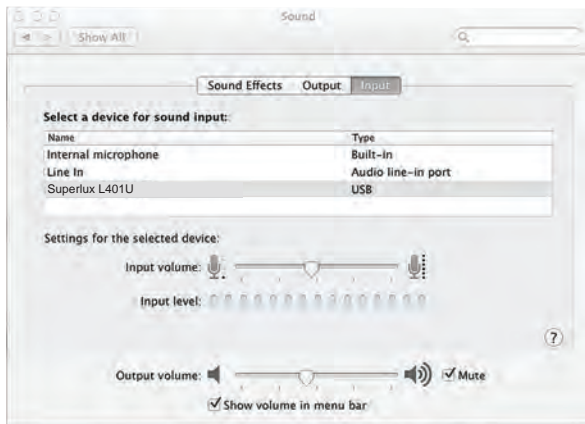 Sound
Show All
Sound Effects Output Input
Select a device for sound input:
Name Type
Internal microphone Built-in
Line In Audio line-in port
Superlux L401U USB
Settings for the selected device:
Input volume:
Input level:
?
Output volume: Mute
Show volume in menu bar